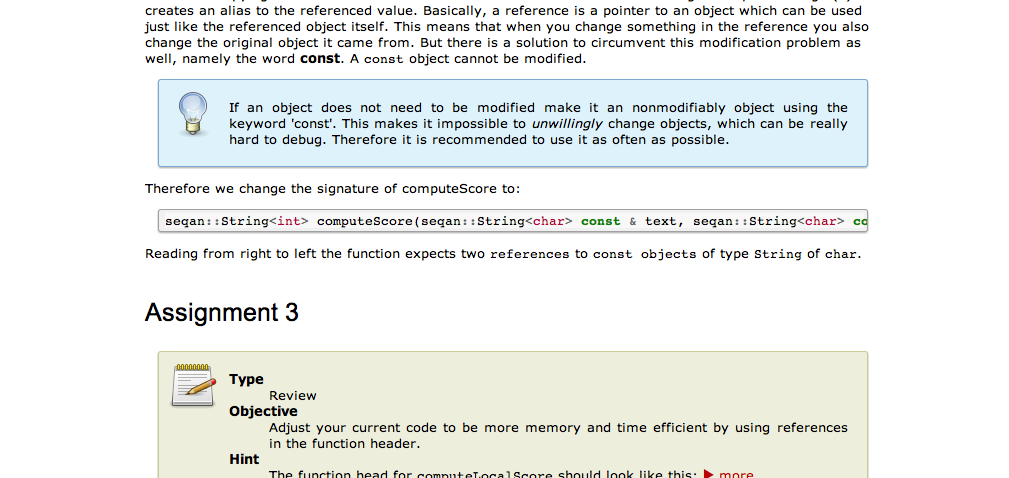 creates an alias to the referenced value. Basically, a reference is a pointer to an object which can be used
just like the referenced object itself. This means that when you change something in the reference you also
change the original object it came from. But there is a solution to circumvent this modification problem as
well, namely the word const. A const object cannot be modified.
If an object does not need to be modified make it an nonmodifiably object using the
keyword 'const'. This makes it impossible to unwillingly change objects, which can be really
hard to debug. Therefore it is recommended to use it as often as possible.
Therefore we change the signature of computeScore to:
seqan::String<int> computeScore(seqan::String<char> const & text, seqan::String<char> co
Reading from right to left the function expects two references to const objects of type String of char.
Assignment 3
Type
Review
Objective
Adjust your current code to be more memory and time efficient by using references
in the function header.
Hint
The function head for computeLocalScore should look like this: ▶ more